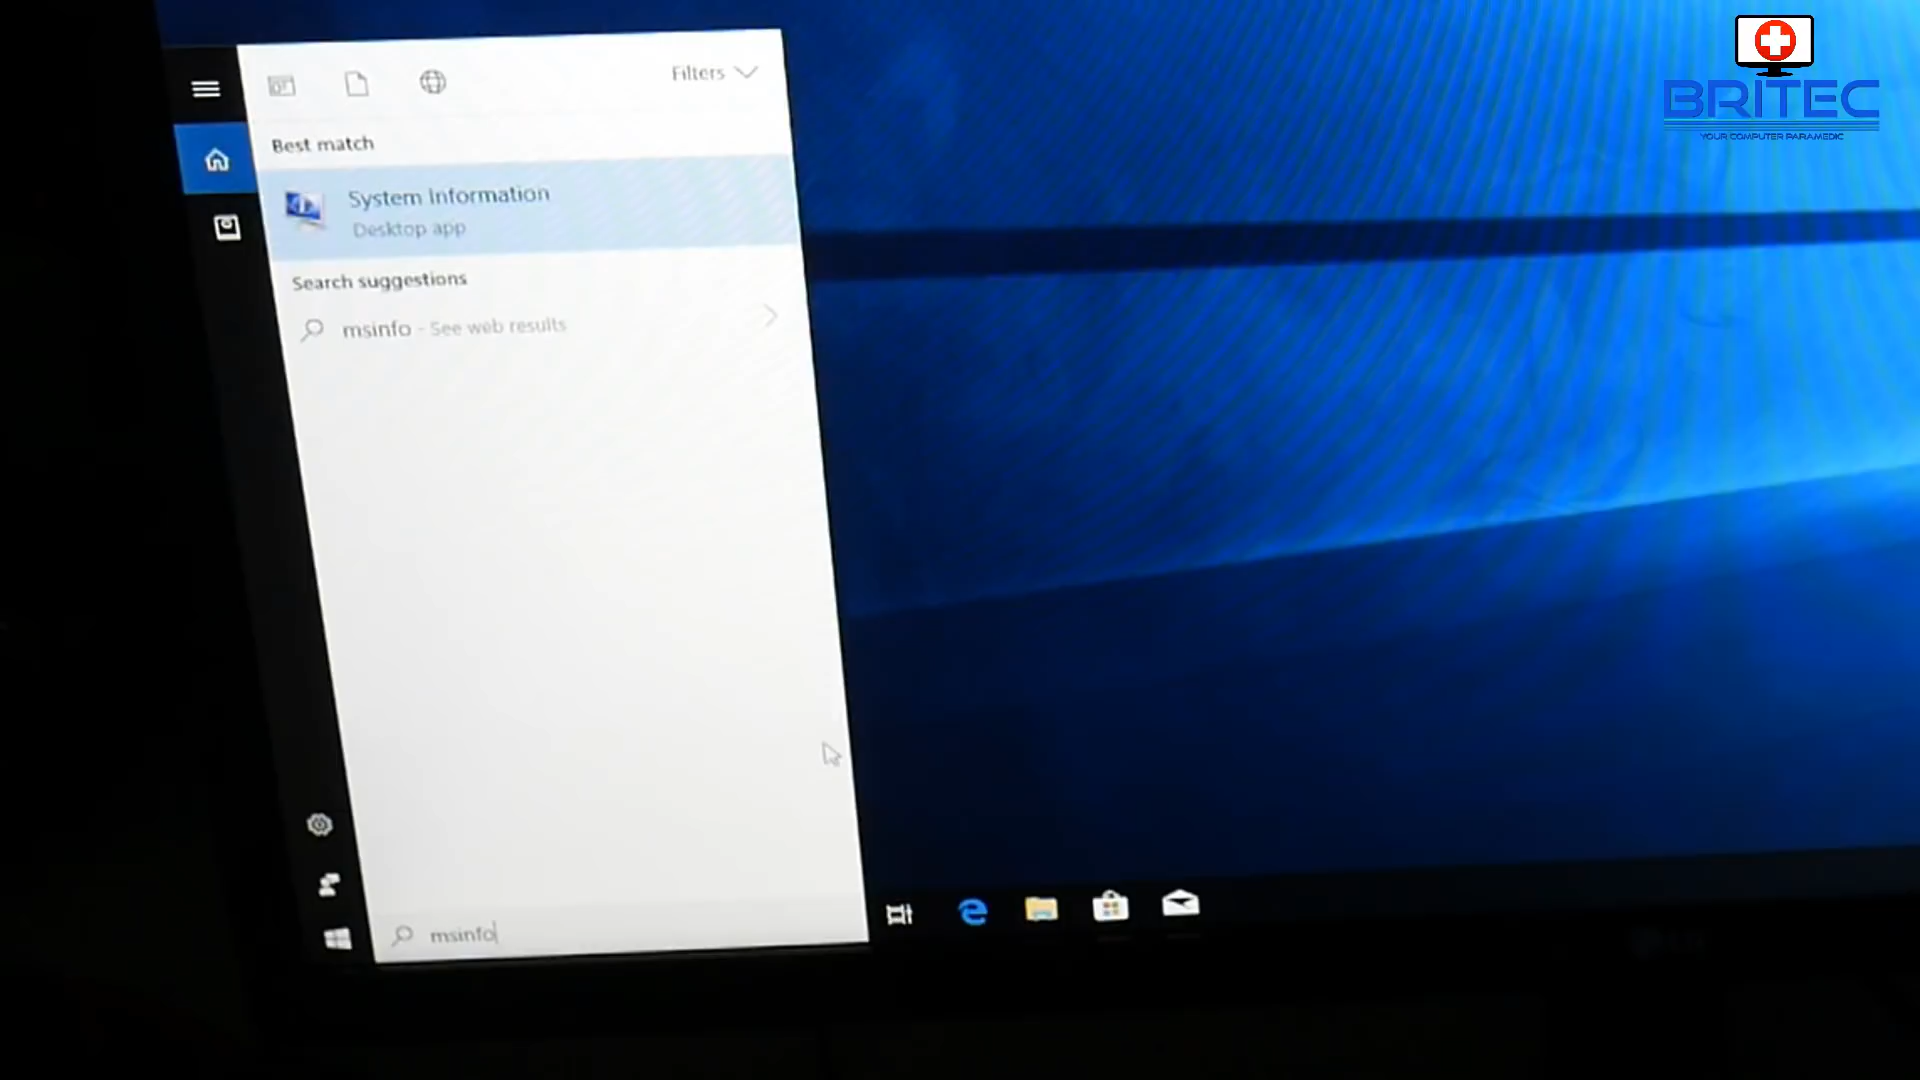 BRITEC
YOUR COMPUTER PARAMEDIC
Filters
Best match
System Information
Desktop app
Search suggestions
msinfo - See web results
msinfo